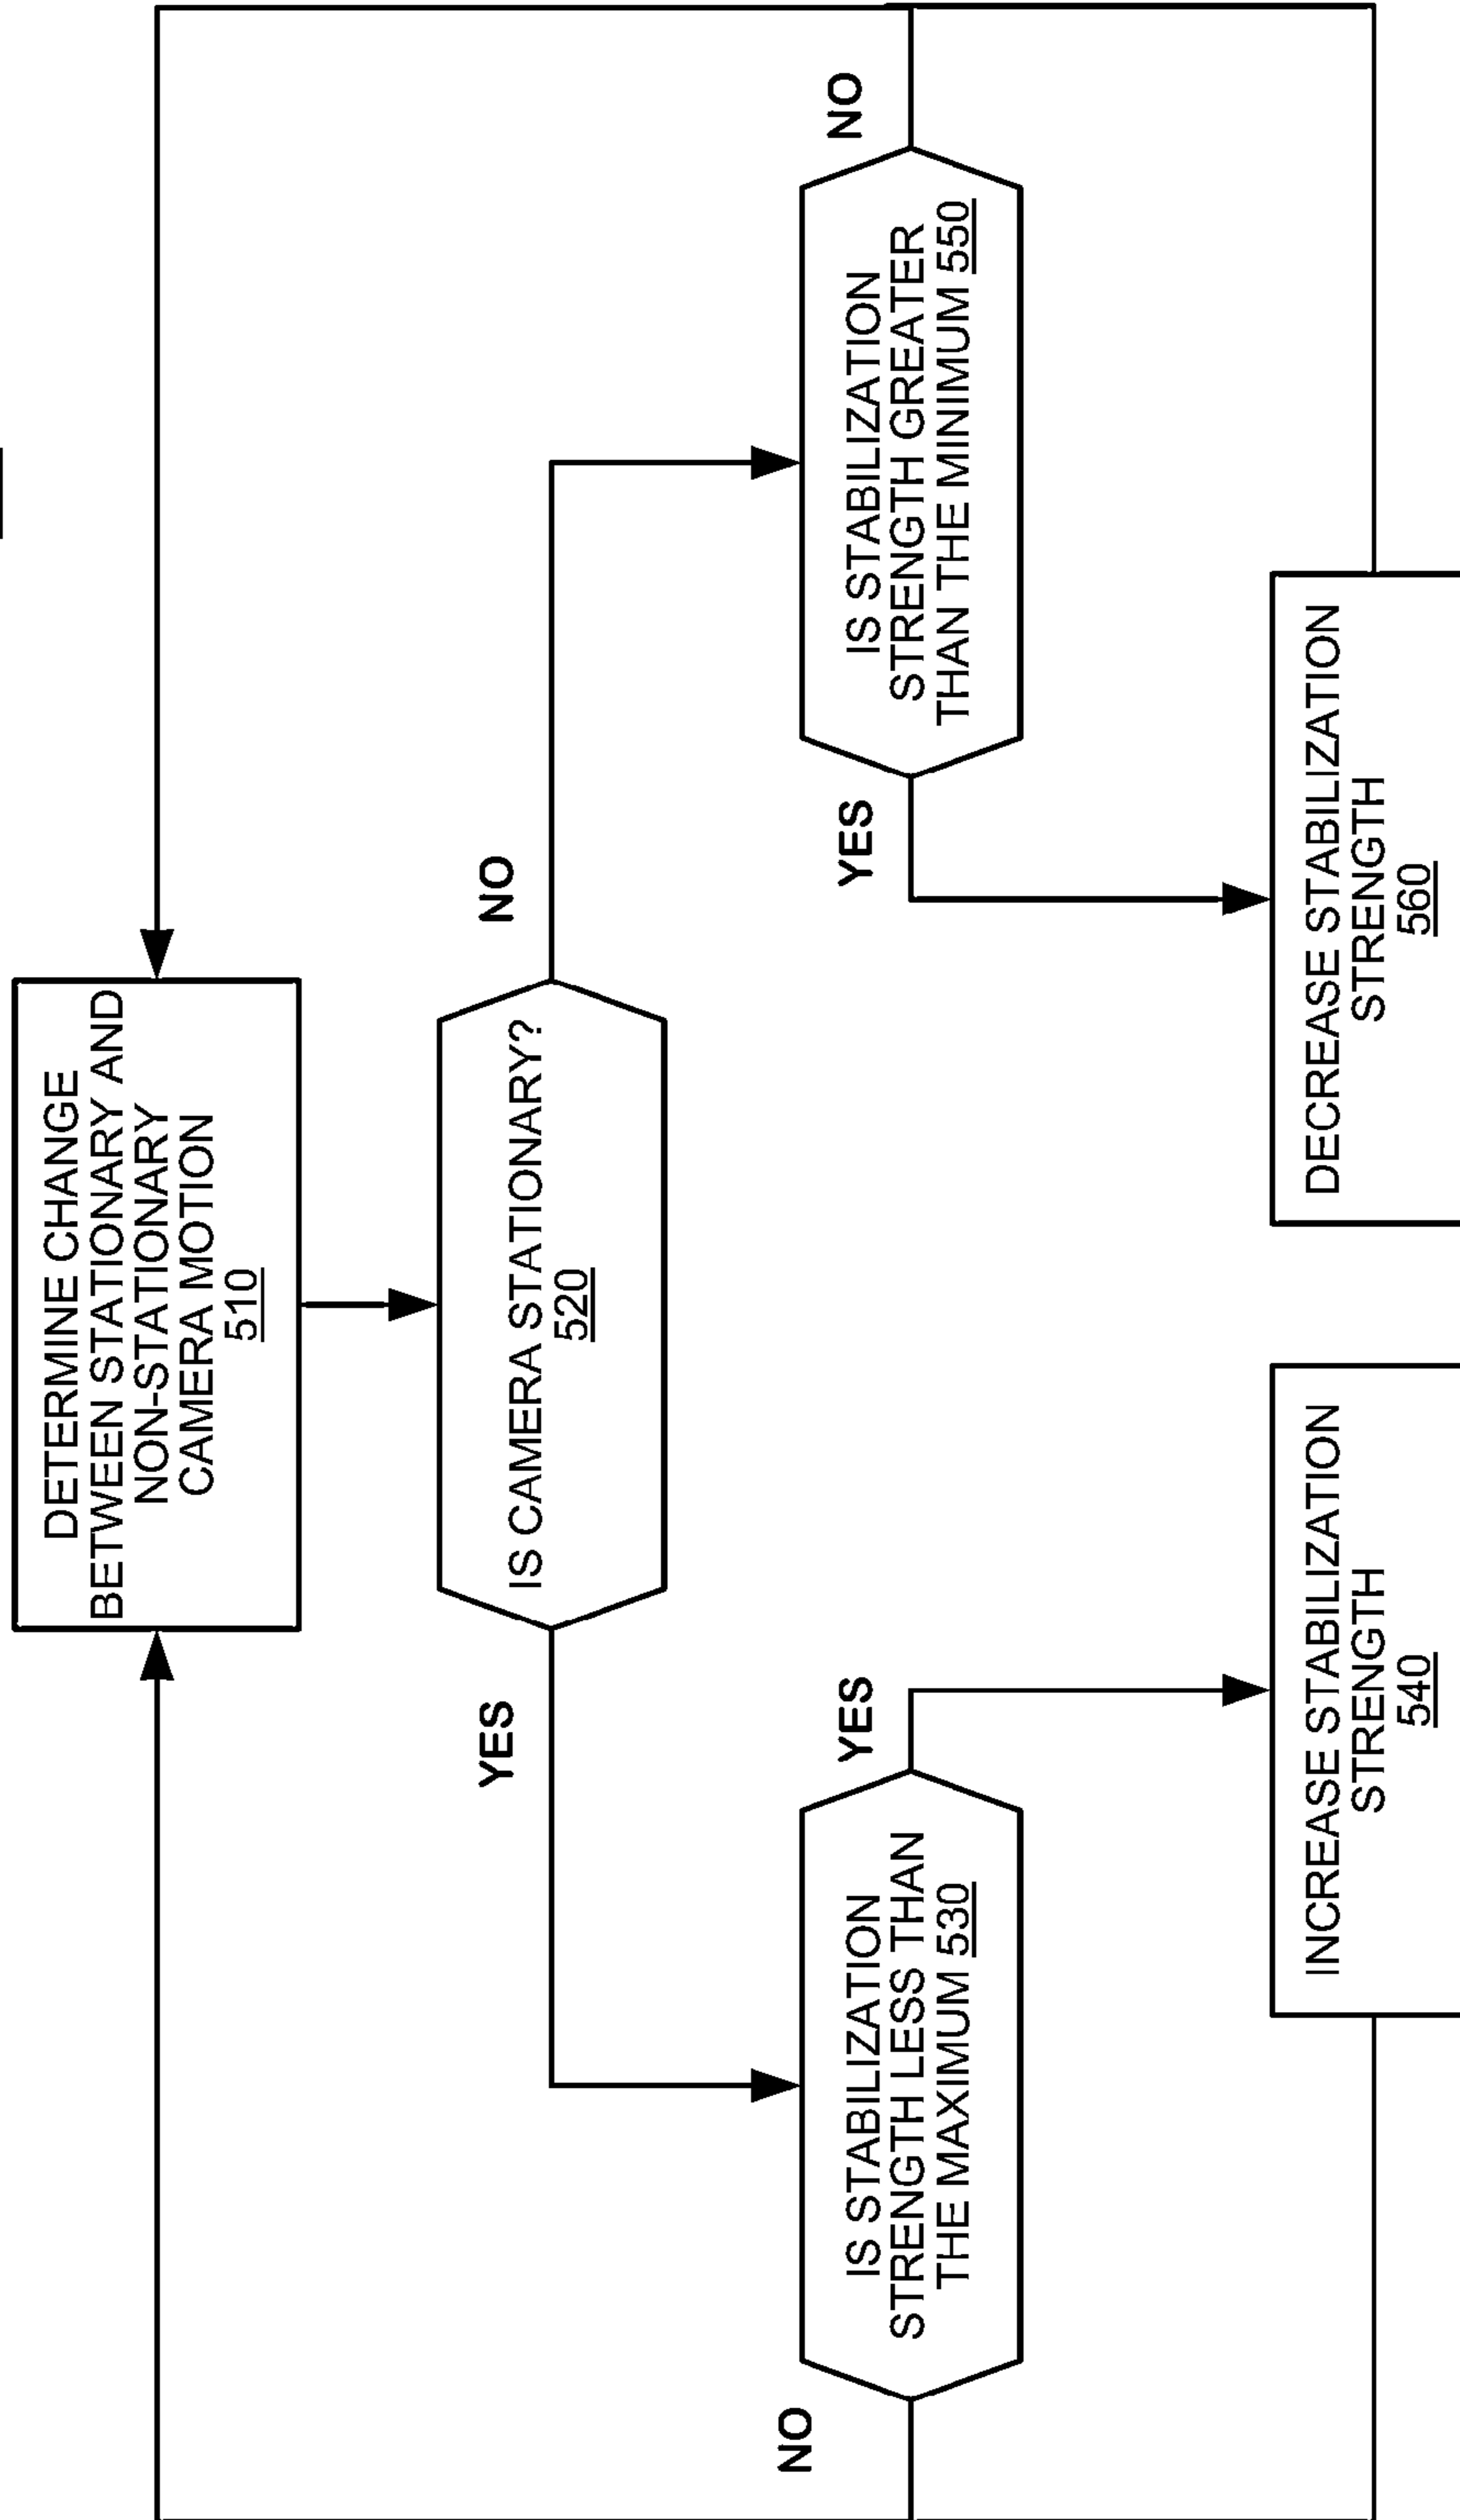 DETERMINE CHANGE
BETWEEN STATIONARY AND
NON-STATIONARY
CAMERA MOTION
510
IS CAMERA STATIONARY?
520
YES
NO
IS STABILIZATION
STRENGTH LESS THAN
THE MAXIMUM 530
NO
YES
IS STABILIZATION
STRENGTH GREATER
THAN THE MINIMUM 550
YES
NO
INCREASE STABILIZATION
STRENGTH
540
DECREASE STABILIZATION
STRENGTH
560